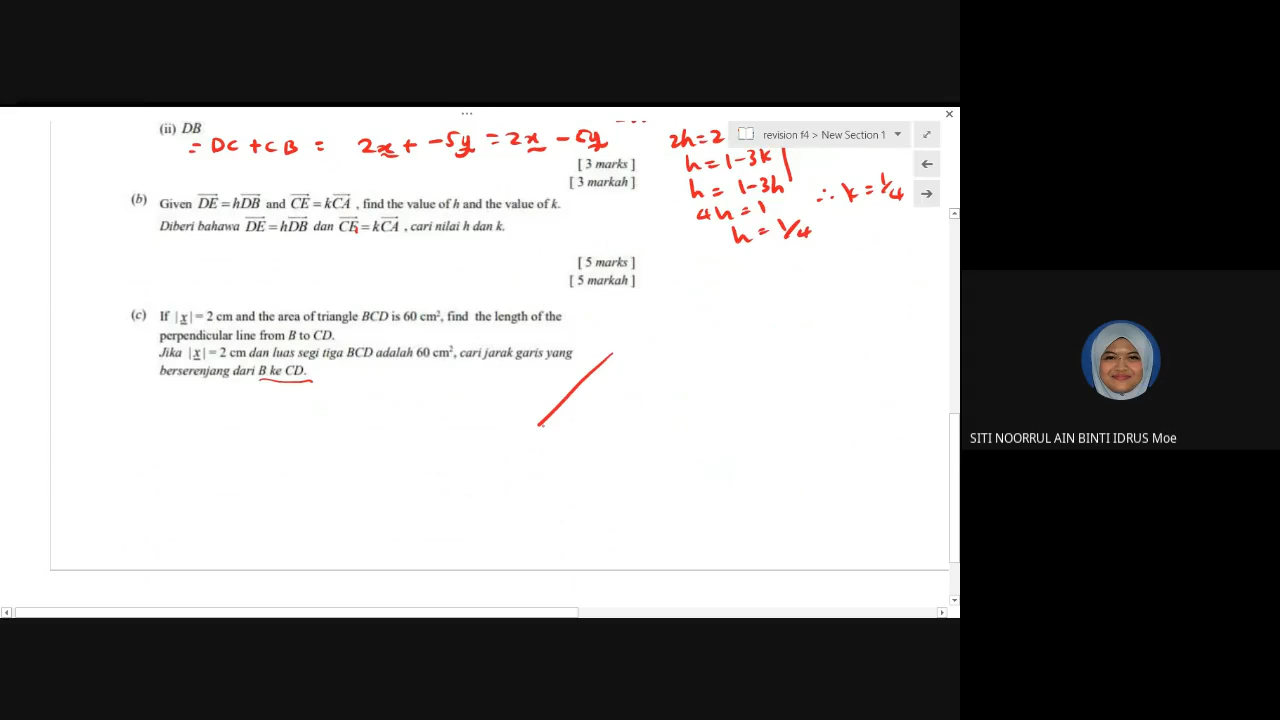 revision f4 > New Section 1
(ii) DB
= DC + CB = 2x + -5y = 2x - 5y
2h = 2
h = 1 - 3k
h = 1 - 3h
4h = 1
h = 1/4
∴ k = 1/4
[ 3 marks ]
[ 3 markah ]
(b) Given DE = hDB and CE = kCA , find the value of h and the value of k.
Diberi bahawa DE = hDB dan CE = kCA , cari nilai h dan k.
[ 5 marks ]
[ 5 markah ]
(c) If | x | = 2 cm and the area of triangle BCD is 60 cm², find the length of the
perpendicular line from B to CD.
Jika | x | = 2 cm dan luas segi tiga BCD adalah 60 cm², cari jarak garis yang
berserenjang dari B ke CD.
SITI NOORRUL AIN BINTI IDRUS Moe